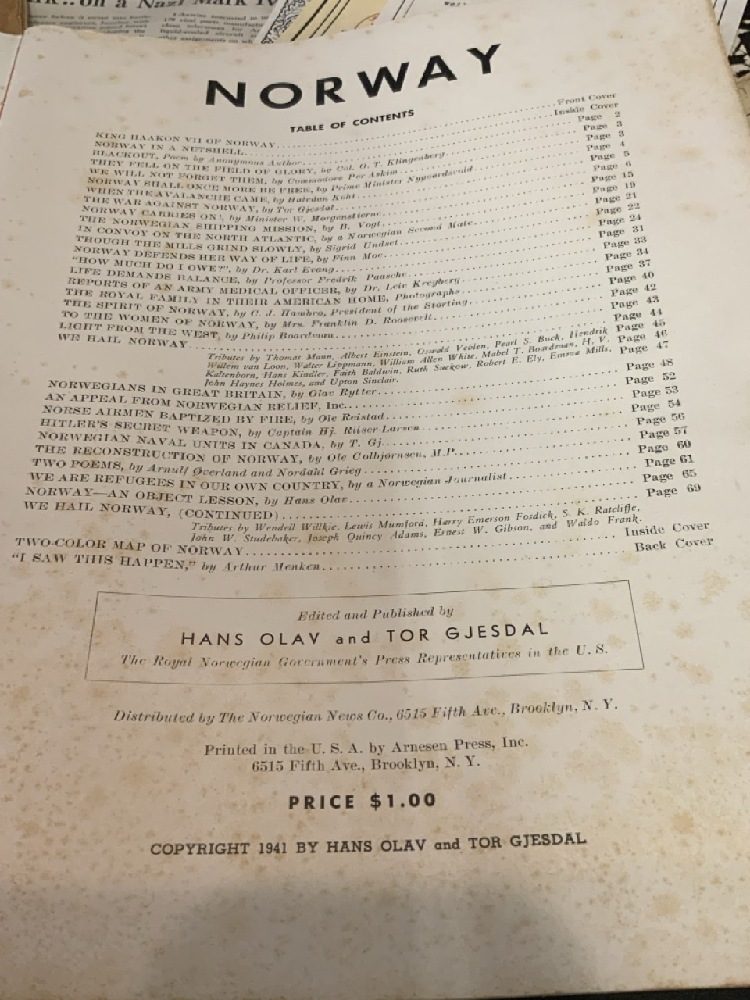 on a Nazi Mark IV
NORWAY
TABLE OF CONTENTS
KING HAAKON VII OF NORWAY Front Cover
NORWAY IN A NUTSHELL Inside Cover
BLACKOUT, Poem by Anonymous Author Page 2
THEY FELL ON THE FIELD OF GLORY, by Col. O. T. Klingenberg Page 3
WE WILL NOT FORGET THEM, by Commodore Per Askim Page 3
NORWAY SHALL ONCE MORE BE FREE, by Prime Minister Nygaardsvold Page 4
WHEN THE AVALANCHE CAME, by Halvdan Koht Page 5
THE WAR AGAINST NORWAY, by Tor Gjesdal Page 6
NORWAY CARRIES ON!, by Minister W. Morgenstierne Page 15
THE NORWEGIAN SHIPPING MISSION, by B. Vogt Page 19
IN CONVOY ON THE NORTH ATLANTIC, by a Norwegian Second Mate Page 21
THOUGH THE MILLS GRIND SLOWLY, by Sigrid Undset Page 22
NORWAY DEFENDS HER WAY OF LIFE, by Finn Moe Page 24
"HOW MUCH DO I OWE?", by Dr. Karl Evang Page 31
LIFE DEMANDS BALANCE, by Professor Fredrik Paasche Page 33
REPORTS OF AN ARMY MEDICAL OFFICER, by Dr. Leiv Kreyberg Page 34
THE ROYAL FAMILY IN THEIR AMERICAN HOME, Photographs Page 37
THE SPIRIT OF NORWAY, by C. J. Hambro, President of the Storting Page 40
TO THE WOMEN OF NORWAY, by Mrs. Franklin D. Roosevelt Page 42
LIGHT FROM THE WEST, by Philip Boardman Page 43
WE HAIL NORWAY Page 44
Tributes by Thomas Mann, Albert Einstein, Oswald Veblen, Pearl S. Buck, Hendrik Page 45
Willem van Loon, Walter Lippmann, William Allen White, Mabel T. Boardman, H. V. Page 46
Kaltenborn, Hans Kindler, Faith Baldwin, Ruth Suckow, Robert E. Ely, Emma Mills, Page 47
John Haynes Holmes, and Upton Sinclair.
NORWEGIANS IN GREAT BRITAIN, by Olav Rytter Page 48
AN APPEAL FROM NORWEGIAN RELIEF, Inc. Page 52
NORSE AIRMEN BAPTIZED BY FIRE, by Ole Reistad Page 53
HITLER'S SECRET WEAPON, by Captain Hj. Riiser Larsen Page 54
NORWEGIAN NAVAL UNITS IN CANADA, by T. Gj. Page 56
THE RECONSTRUCTION OF NORWAY, by Ole Colbjørnsen, M.P. Page 57
TWO POEMS, by Arnulf Øverland and Nordahl Grieg Page 60
WE ARE REFUGEES IN OUR OWN COUNTRY, by a Norwegian Journalist Page 61
NORWAY—AN OBJECT LESSON, by Hans Olav Page 65
WE HAIL NORWAY, (CONTINUED) Page 69
Tributes by Wendell Willkie, Lewis Mumford, Harry Emerson Fosdick, S. K. Ratcliffe,
John W. Studebaker, Joseph Quincy Adams, Ernest W. Gibson, and Waldo Frank.
TWO-COLOR MAP OF NORWAY Inside Cover
"I SAW THIS HAPPEN," by Arthur Menken Back Cover
Edited and Published by
HANS OLAV and TOR GJESDAL
The Royal Norwegian Government's Press Representatives in the U. S.
Distributed by The Norwegian News Co., 6515 Fifth Ave., Brooklyn, N. Y.
Printed in the U. S. A. by Arnesen Press, Inc.
6515 Fifth Ave., Brooklyn, N. Y.
PRICE $1.00
COPYRIGHT 1941 BY HANS OLAV and TOR GJESDAL